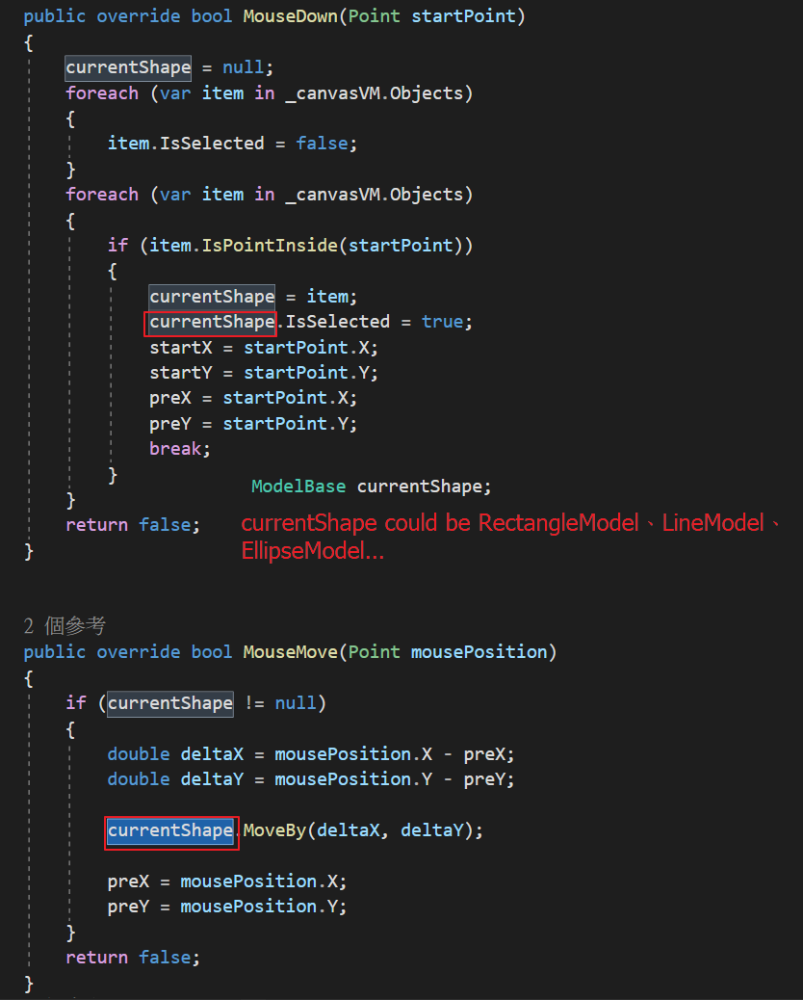 public override bool MouseDown(Point startPoint)
{
currentShape = null;
foreach (var item in _canvasVM.Objects)
{
item.IsSelected = false;
}
foreach (var item in _canvasVM.Objects)
{
if (item.IsPointInside(startPoint))
{
currentShape = item;
currentShape.IsSelected = true;
startX = startPoint.X;
startY = startPoint.Y;
preX = startPoint.X;
preY = startPoint.Y;
break;
}
ModelBase currentShape;
}
return false;
currentShape could be RectangleModel、LineModel、
EllipseModel...
}
2 個參考
public override bool MouseMove(Point mousePosition)
{
if (currentShape != null)
{
double deltaX = mousePosition.X - preX;
double deltaY = mousePosition.Y - preY;
currentShape.MoveBy(deltaX, deltaY);
preX = mousePosition.X;
preY = mousePosition.Y;
}
return false;
}